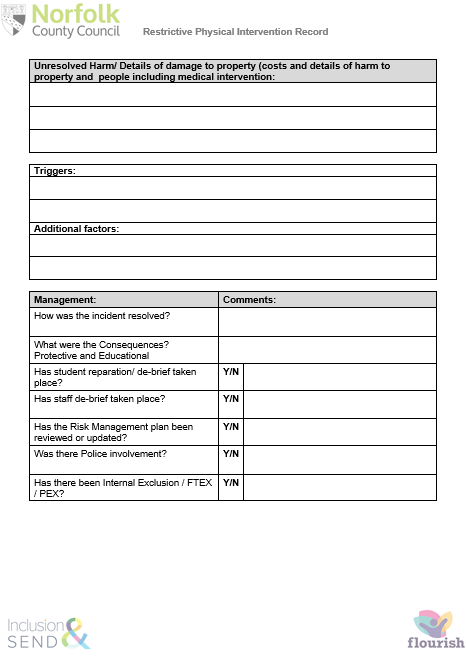 Norfolk
County Council
Restrictive Physical Intervention Record
Unresolved Harm/ Details of damage to property (costs and details of harm to
property and  people including medical intervention:
Triggers:
Additional factors:
Management:
Comments:
How was the incident resolved?
What were the Consequences?
Protective and Educational
Has student reparation/ de-brief taken
place?
Y/N
Has staff de-brief taken place?
Y/N
Has the Risk Management plan been
reviewed or updated?
Y/N
Was there Police involvement?
Y/N
Has there been Internal Exclusion / FTEX
/ PEX?
Y/N
Inclusion
SEND &
flourish